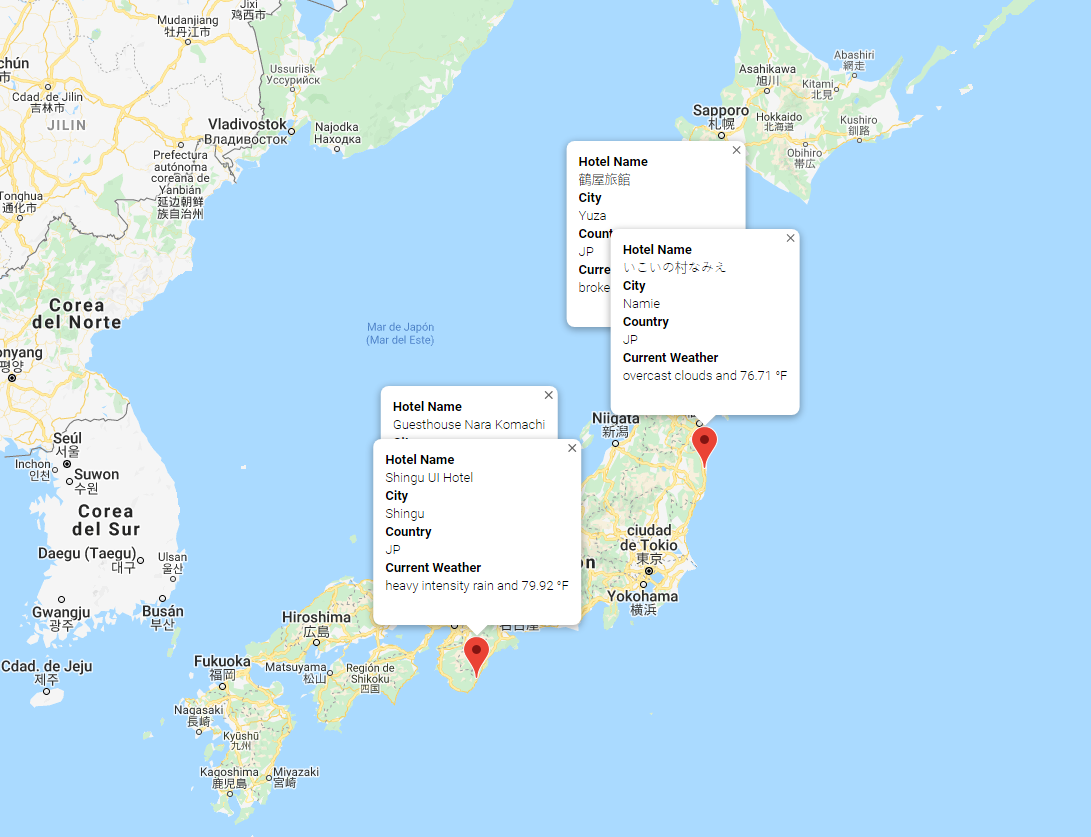 Jixi
鸡西市
Mudanjiang
牡丹江市
chún
市
Cdad. de Jilin
吉林市
JILIN
Ussuriisk
Уссурийск
Vladivostok
Владивосток
Najodka
Находка
Prefectura
autónoma
coreana de
Yanbián
延边朝鲜
族自治州
Tonghua
通化市
Corea
del Norte
onyang
평양
Seúl
서울
Inchon
인천
Suwon
수원
Corea
del Sur
Daegu (Taegu)
대구
Ulsan
울산
Gwangju
광주
Busán
부산
Cdad. de Jeju
제주
Mar de Japón
(Mar del Este)
Abashiri
網走
Asahikawa
旭川
Kitami
北見
Sapporo
札幌
Hokkaido
北海道
Kushiro
釧路
Obihiro
帯広
Hotel Name
鶴屋旅館
City
Yuza
Count
JP
Curre
broke
Hotel Name
いこいの村なみえ
City
Namie
Country
JP
Current Weather
overcast clouds and 76.71 °F
Hotel Name
Guesthouse Nara Komachi
Hotel Name
Shingu UI Hotel
City
Shingu
Country
JP
Current Weather
heavy intensity rain and 79.92 °F
Niigata
新潟
ciudad
de Tokio
東京
Yokohama
横浜
on
名古屋
Hiroshima
広島
Fukuoka
福岡
Matsuyama
松山
Región de
Shikoku
四国
Nagasaki
長崎
Kyūshū
九州
Kagoshima
鹿児島
Miyazaki
宮崎